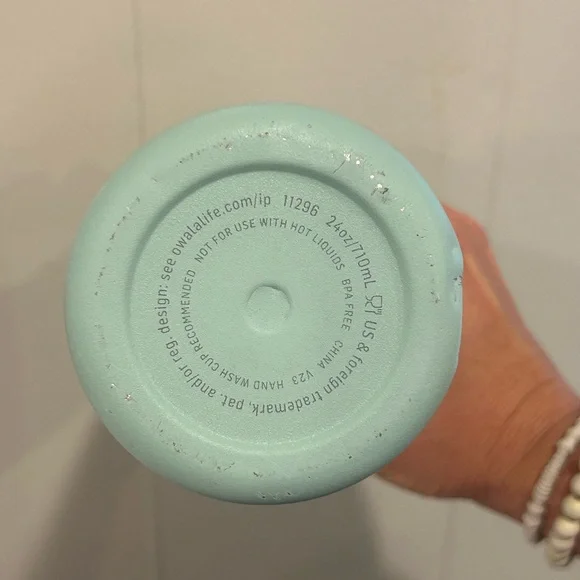 US & foreign trademark, pat. and/or reg. design: see owalalife.com/ip 11296 24oz/710mL
HAND WASH CUP RECOMMENDED NOT FOR USE WITH HOT LIQUIDS BPA FREE CHINA V23